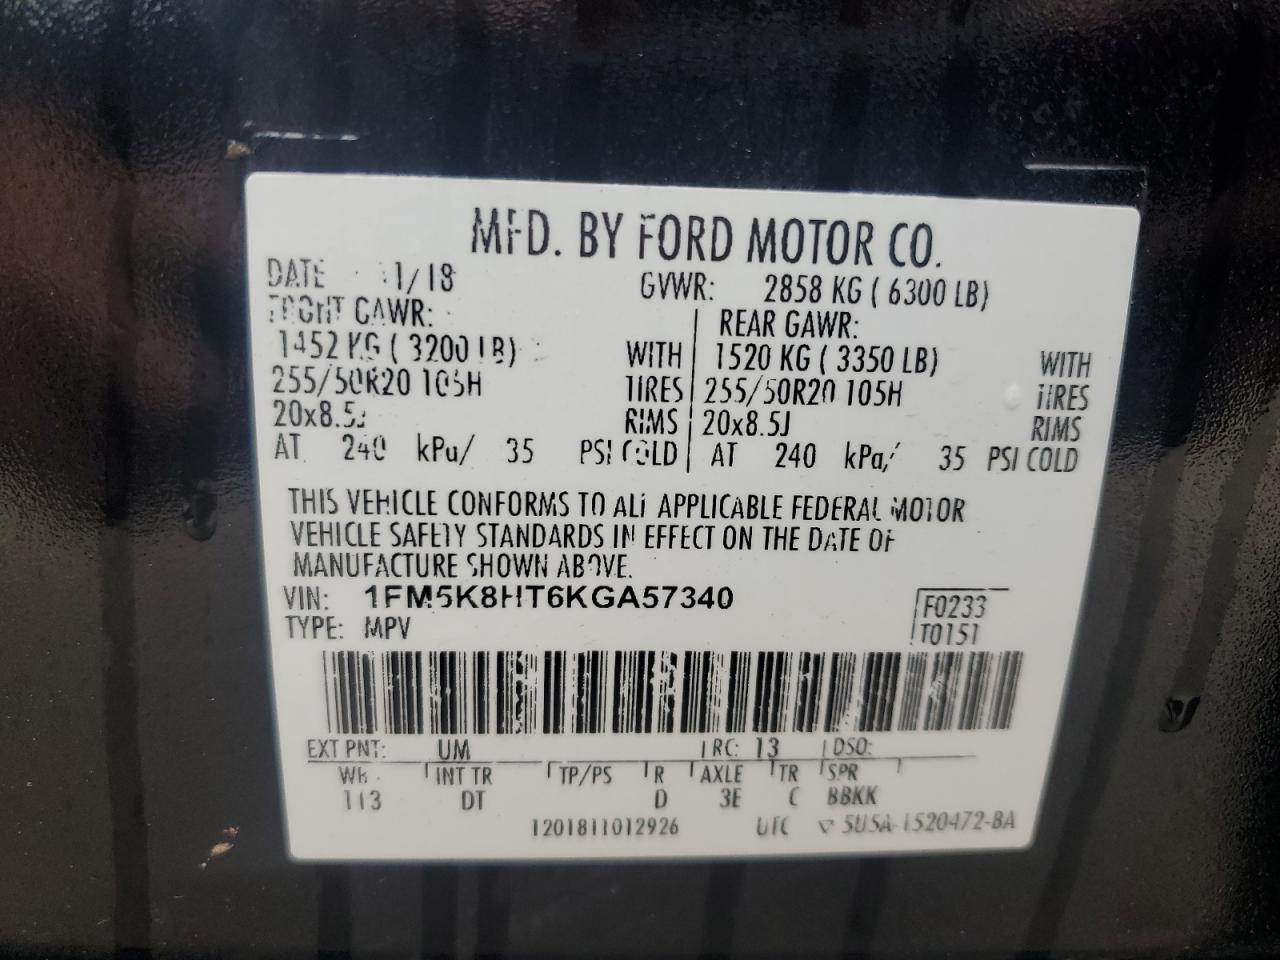 MFD. BY FORD MOTOR CO.
DATE 11/18 GVWR: 2858 KG ( 6300 LB)
FRONT GAWR: REAR GAWR:
1452 KG ( 3200 LB) WITH 1520 KG ( 3350 LB) WITH
255/50R20 105H TIRES 255/50R20 105H TIRES
20x8.5J RIMS 20x8.5J RIMS
AT 240 kPa/ 35 PSI COLD AT 240 kPa/ 35 PSI COLD
THIS VEHICLE CONFORMS TO ALL APPLICABLE FEDERAL MOTOR
VEHICLE SAFETY STANDARDS IN EFFECT ON THE DATE OF
MANUFACTURE SHOWN ABOVE.
VIN: 1FM5K8HT6KGA57340 F0233
TYPE: MPV T0151
EXT PNT: UM RC: 13 DSO:
WB INT TR TP/PS R AXLE TR SPR
113 DT D 3E C BBKK
1201811012926 UTC ▽ 5U5A-1520472-BA